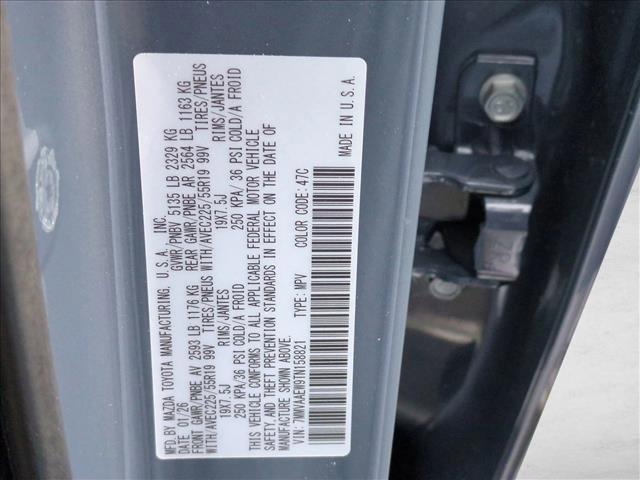 MFD.BY MAZDA TOYOTA MANUFACTURING, U.S.A., INC.
DATE 01/26 GVWR/PNBV 5135 LB 2329 KG
FRONT GAWR/PNBE AV 2593 LB 1176 KG REAR GAWR/PNBE AR 2564 LB 1163 KG
WITH/AVEC225/55R19 99V TIRES/PNEUS WITH/AVEC225/55R19 99V TIRES/PNEUS
19X7.5J RIMS/JANTES 19X7.5J RIMS/JANTES
250 KPA/36 PSI COLD/A FROID 250 KPA/ 36 PSI COLD/A FROID
THIS VEHICLE CONFORMS TO ALL APPLICABLE FEDERAL MOTOR VEHICLE
SAFETY AND THEFT PREVENTION STANDARDS IN EFFECT ON THE DATE OF
MANUFACTURE SHOWN ABOVE.
VIN: 7MMVAAEW9TN158821 TYPE: MPV COLOR CODE: 47C
MADE IN U.S.A.